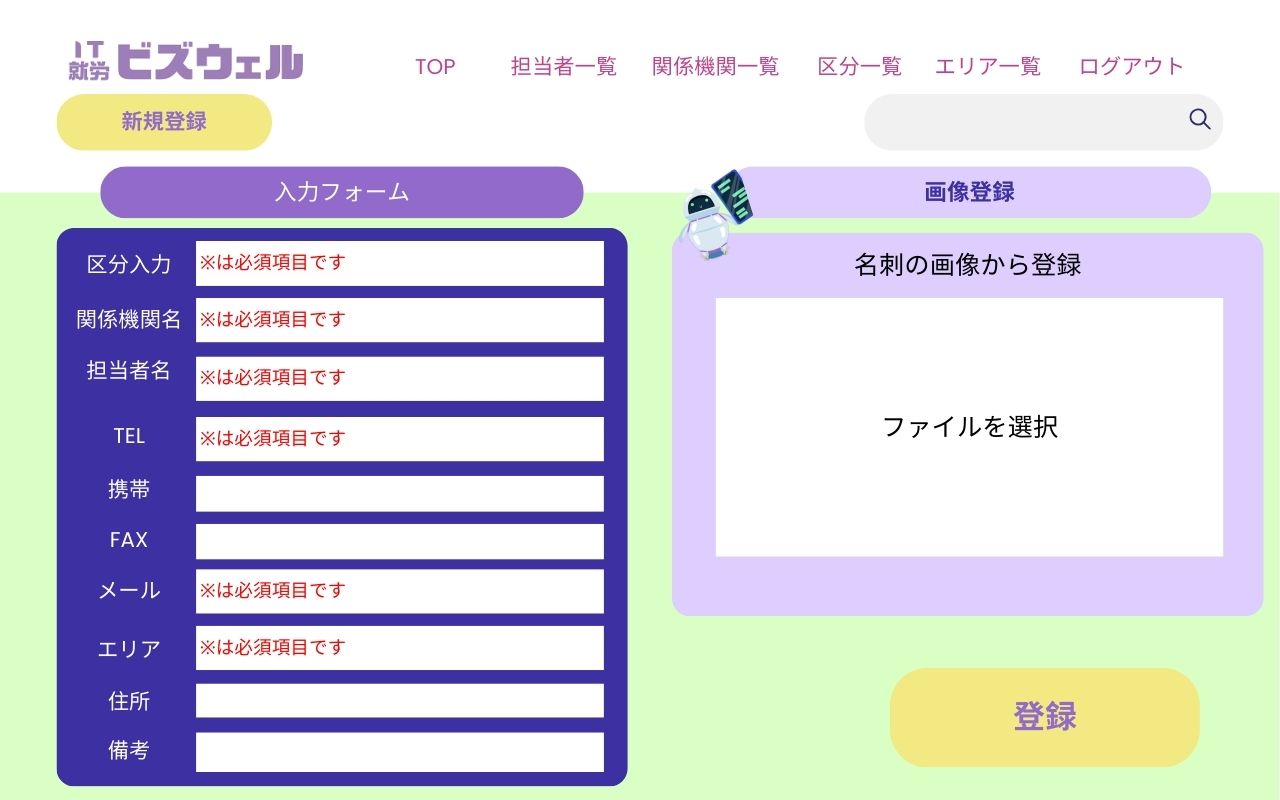 IT
就労 ビズウェル
TOP 担当者一覧 関係機関一覧 区分一覧 エリア一覧 ログアウト
新規登録
入力フォーム
区分入力 ※は必須項目です
関係機関名 ※は必須項目です
担当者名 ※は必須項目です
TEL ※は必須項目です
携帯
FAX
メール ※は必須項目です
エリア ※は必須項目です
住所
備考
画像登録
名刺の画像から登録
ファイルを選択
登録